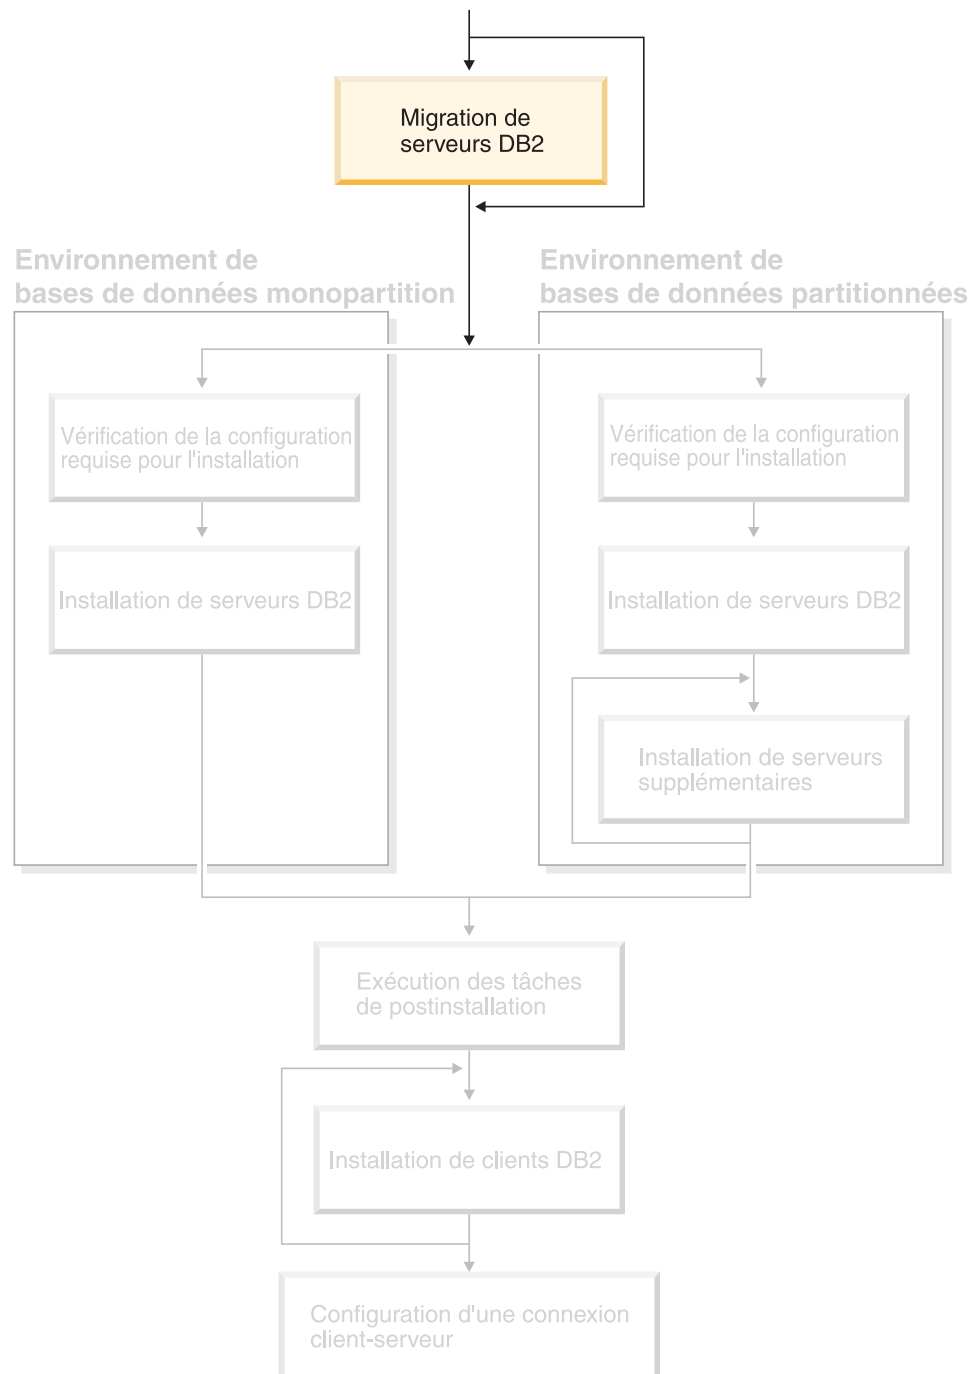 Migration de
serveurs DB2
Environnement de
bases de données monopartition
Environnement de
bases de données partitionnées
Vérification de la configuration
requise pour l'installation
Vérification de la configuration
requise pour l'installation
Installation de serveurs DB2
Installation de serveurs DB2
Installation de serveurs
supplémentaires
Exécution des tâches
de postinstallation
Installation de clients DB2
Configuration d'une connexion
client-serveur